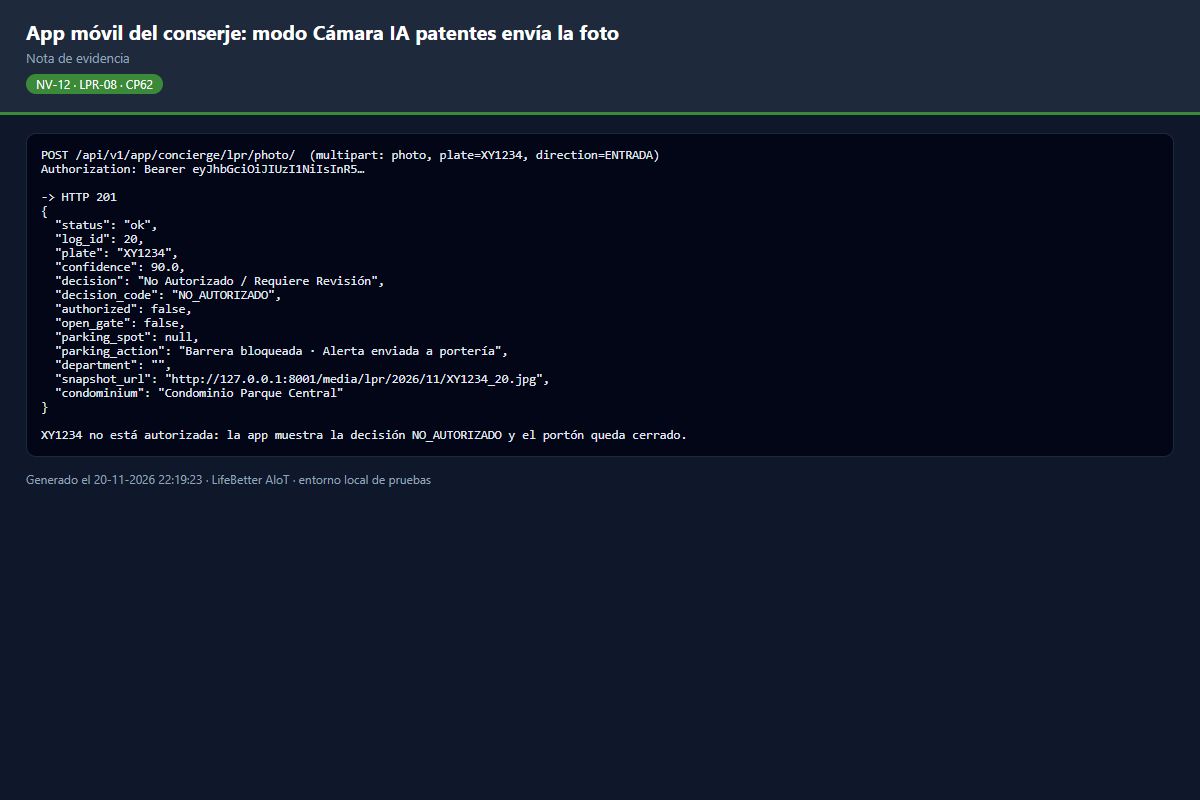 App móvil del conserje: modo Cámara IA patentes envía la foto
Nota de evidencia
NV-12 · LPR-08 · CP62
POST /api/v1/app/concierge/lpr/photo/  (multipart: photo, plate=XY1234, direction=ENTRADA)
Authorization: Bearer eyJhbGciOiJIUzI1NiIsInR5…
-> HTTP 201
{
  "status": "ok",
  "log_id": 20,
  "plate": "XY1234",
  "confidence": 90.0,
  "decision": "No Autorizado / Requiere Revisión",
  "decision_code": "NO_AUTORIZADO",
  "authorized": false,
  "open_gate": false,
  "parking_spot": null,
  "parking_action": "Barrera bloqueada · Alerta enviada a portería",
  "department": "",
  "snapshot_url": "http://127.0.0.1:8001/media/lpr/2026/11/XY1234_20.jpg",
  "condominium": "Condominio Parque Central"
}
XY1234 no está autorizada: la app muestra la decisión NO_AUTORIZADO y el portón queda cerrado.
Generado el 20-11-2026 22:19:23 · LifeBetter AIoT · entorno local de pruebas